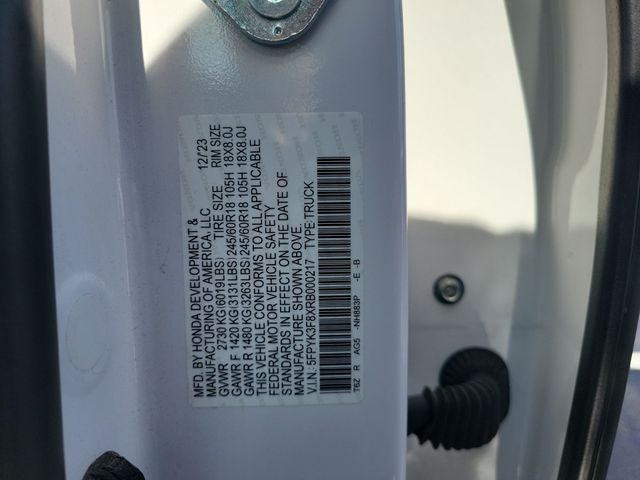 MFD. BY HONDA DEVELOPMENT &
MANUFACTURING OF AMERICA, LLC 12/23
GVWR 2730 KG(6019LBS) TIRE SIZE RIM SIZE
GAWR F 1420 KG(3131LBS) 245/60R18 105H 18X8.0J
GAWR R 1480 KG(3263LBS) 245/60R18 105H 18X8.0J
THIS VEHICLE CONFORMS TO ALL APPLICABLE
FEDERAL MOTOR VEHICLE SAFETY
STANDARDS IN EFFECT ON THE DATE OF
MANUFACTURE SHOWN ABOVE.
V.I.N.: 5FPYK3F8XRB000217 TYPE:TRUCK
T6Z R AG5 -NH883P -E -B